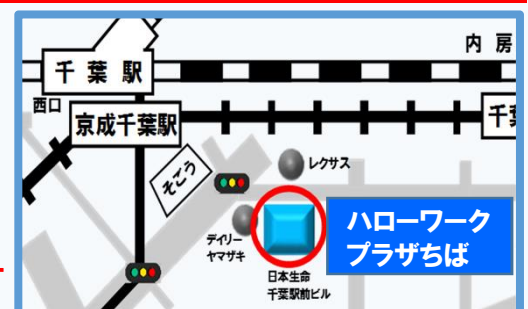 内 房
千 葉 駅
西口
京成千葉駅
千
そごう
レクサス
デイリー
ヤマザキ
ハローワーク
プラザちば
日本生命
千葉駅前ビル